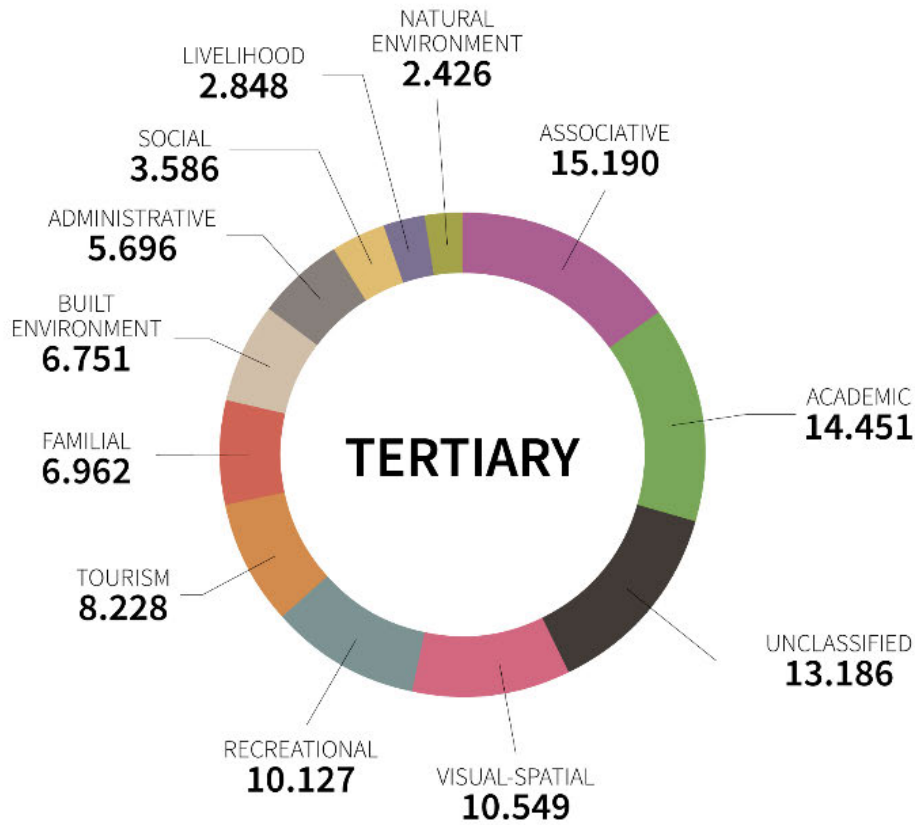 NATURAL
ENVIRONMENT
2.426
LIVELIHOOD
2.848
ASSOCIATIVE
15.190
SOCIAL
3.586
ADMINISTRATIVE
5.696
BUILT
ENVIRONMENT
6.751
ACADEMIC
14.451
FAMILIAL
6.962
TERTIARY
TOURISM
8.228
UNCLASSIFIED
13.186
RECREATIONAL
10.127
VISUAL-SPATIAL
10.549